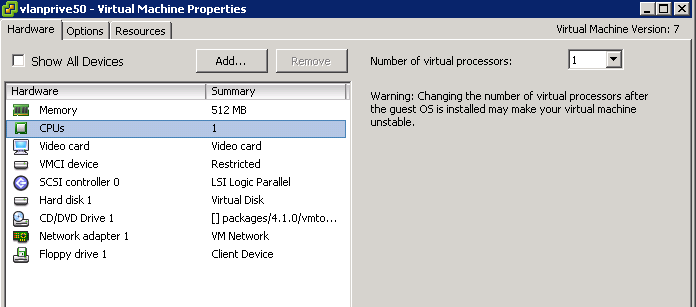 vlanprive50 - Virtual Machine Properties
Hardware Options Resources Virtual Machine Version: 7
Show All Devices Add... Remove Number of virtual processors: 1
Hardware Summary
Warning: Changing the number of virtual processors after
the guest OS is installed may make your virtual machine
unstable.
Memory 512 MB
CPUs 1
Video card Video card
VMCI device Restricted
SCSI controller 0 LSI Logic Parallel
Hard disk 1 Virtual Disk
CD/DVD Drive 1 [] packages/4.1.0/vmto...
Network adapter 1 VM Network
Floppy drive 1 Client Device